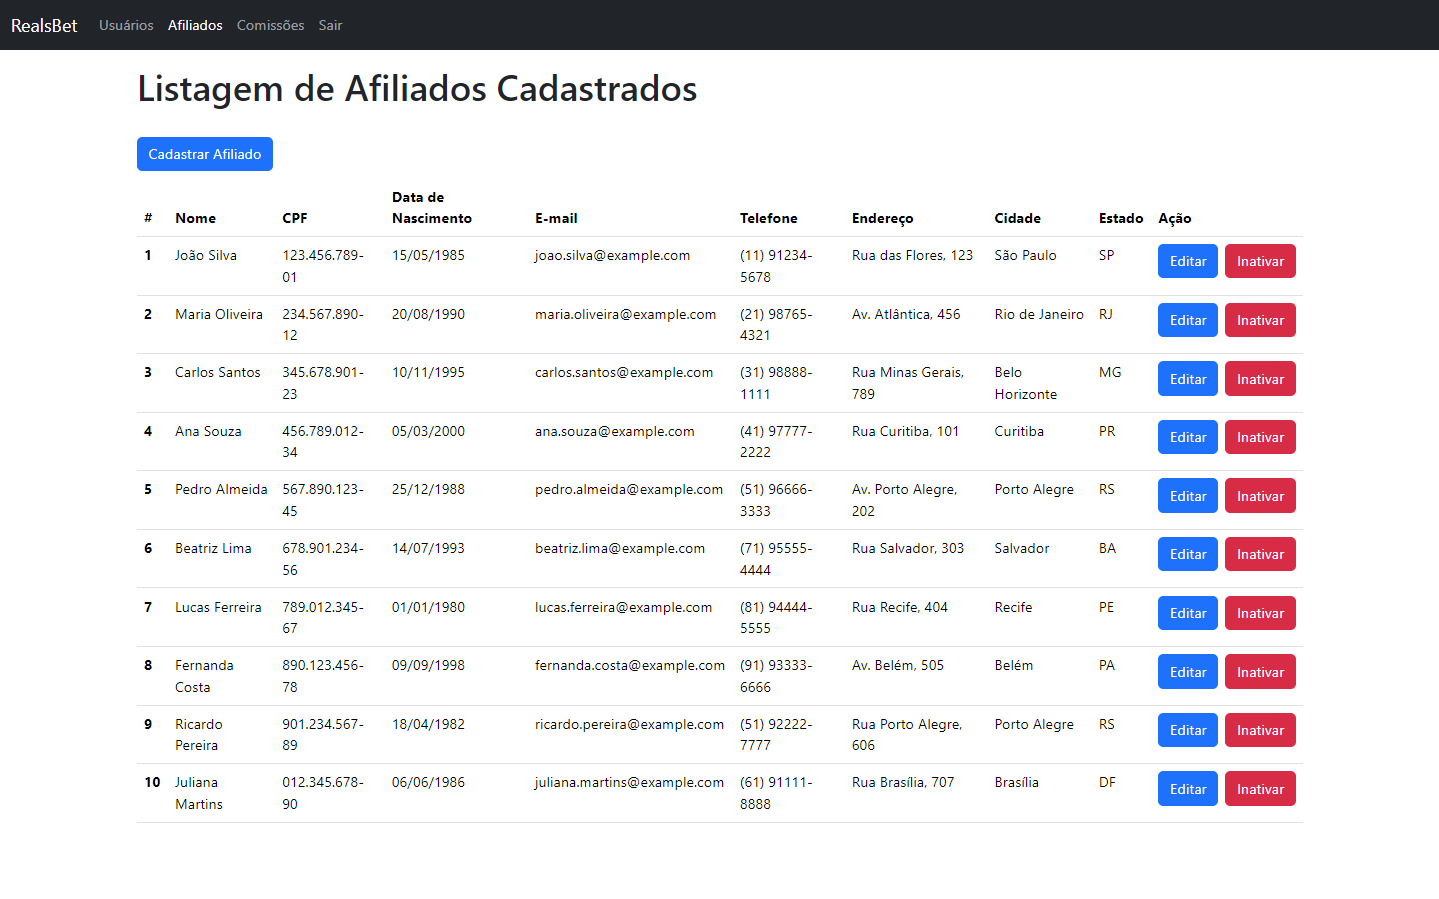 RealsBet Usuários Afiliados Comissões Sair
Listagem de Afiliados Cadastrados
Cadastrar Afiliado
# Nome CPF Data de Nascimento E-mail Telefone Endereço Cidade Estado Ação
1 João Silva 123.456.789-01 15/05/1985 joao.silva@example.com (11) 91234-5678 Rua das Flores, 123 São Paulo SP Editar Inativar
2 Maria Oliveira 234.567.890-12 20/08/1990 maria.oliveira@example.com (21) 98765-4321 Av. Atlântica, 456 Rio de Janeiro RJ Editar Inativar
3 Carlos Santos 345.678.901-23 10/11/1995 carlos.santos@example.com (31) 98888-1111 Rua Minas Gerais, 789 Belo Horizonte MG Editar Inativar
4 Ana Souza 456.789.012-34 05/03/2000 ana.souza@example.com (41) 97777-2222 Rua Curitiba, 101 Curitiba PR Editar Inativar
5 Pedro Almeida 567.890.123-45 25/12/1988 pedro.almeida@example.com (51) 96666-3333 Av. Porto Alegre, 202 Porto Alegre RS Editar Inativar
6 Beatriz Lima 678.901.234-56 14/07/1993 beatriz.lima@example.com (71) 95555-4444 Rua Salvador, 303 Salvador BA Editar Inativar
7 Lucas Ferreira 789.012.345-67 01/01/1980 lucas.ferreira@example.com (81) 94444-5555 Rua Recife, 404 Recife PE Editar Inativar
8 Fernanda Costa 890.123.456-78 09/09/1998 fernanda.costa@example.com (91) 93333-6666 Av. Belém, 505 Belém PA Editar Inativar
9 Ricardo Pereira 901.234.567-89 18/04/1982 ricardo.pereira@example.com (51) 92222-7777 Rua Porto Alegre, 606 Porto Alegre RS Editar Inativar
10 Juliana Martins 012.345.678-90 06/06/1986 juliana.martins@example.com (61) 91111-8888 Rua Brasília, 707 Brasília DF Editar Inativar